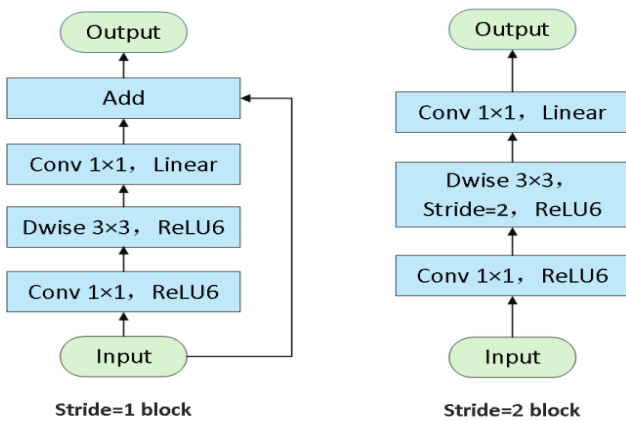 Output
Add
Conv 1×1， Linear
Dwise 3×3， ReLU6
Conv 1×1， ReLU6
Input
Stride=1 block
Output
Conv 1×1， Linear
Dwise 3×3，
Stride=2， ReLU6
Conv 1×1， ReLU6
Input
Stride=2 block